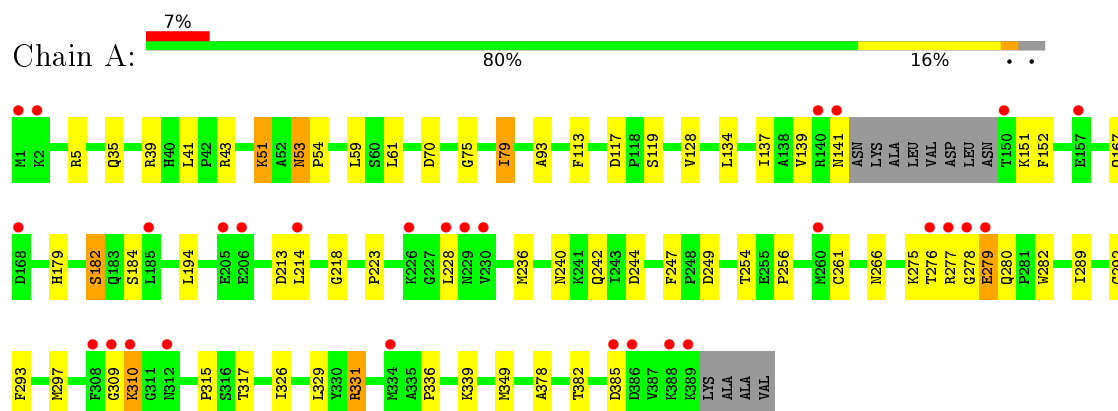 7%
Chain A:
80% 16% • •
M1 K2 R5 Q35 R39 H40 L41 P42 R43 K51 A52 N53 P54 L59 S60 L61 D70 G75 I79 A93 F113 D117 P118 S119 V128 L134 I137 A138 V139 A140 N141 ASN LYS ALA LEU VAL ASP LEU ASN T150 K151 F152 E157
D168 H179 S182 Q183 S184 L185 L194 E205 E206 D213 L214 G218 P223 K226 G227 L228 N229 V230 M236 N240 K241 Q242 I243 D244 F247 P248 D249 T254 E255 P256 M260 C261 N266 K275 T276 R277 G278 E279 Q280 P281 W282 I289
F293 M297 F308 G309 K310 G311 N312 P315 S316 T317 I326 L329 Y330 R331 M334 A335 P336 K339 M349 A378 T382 D385 D386 V387 K388 K389 LYS ALA ALA VAL